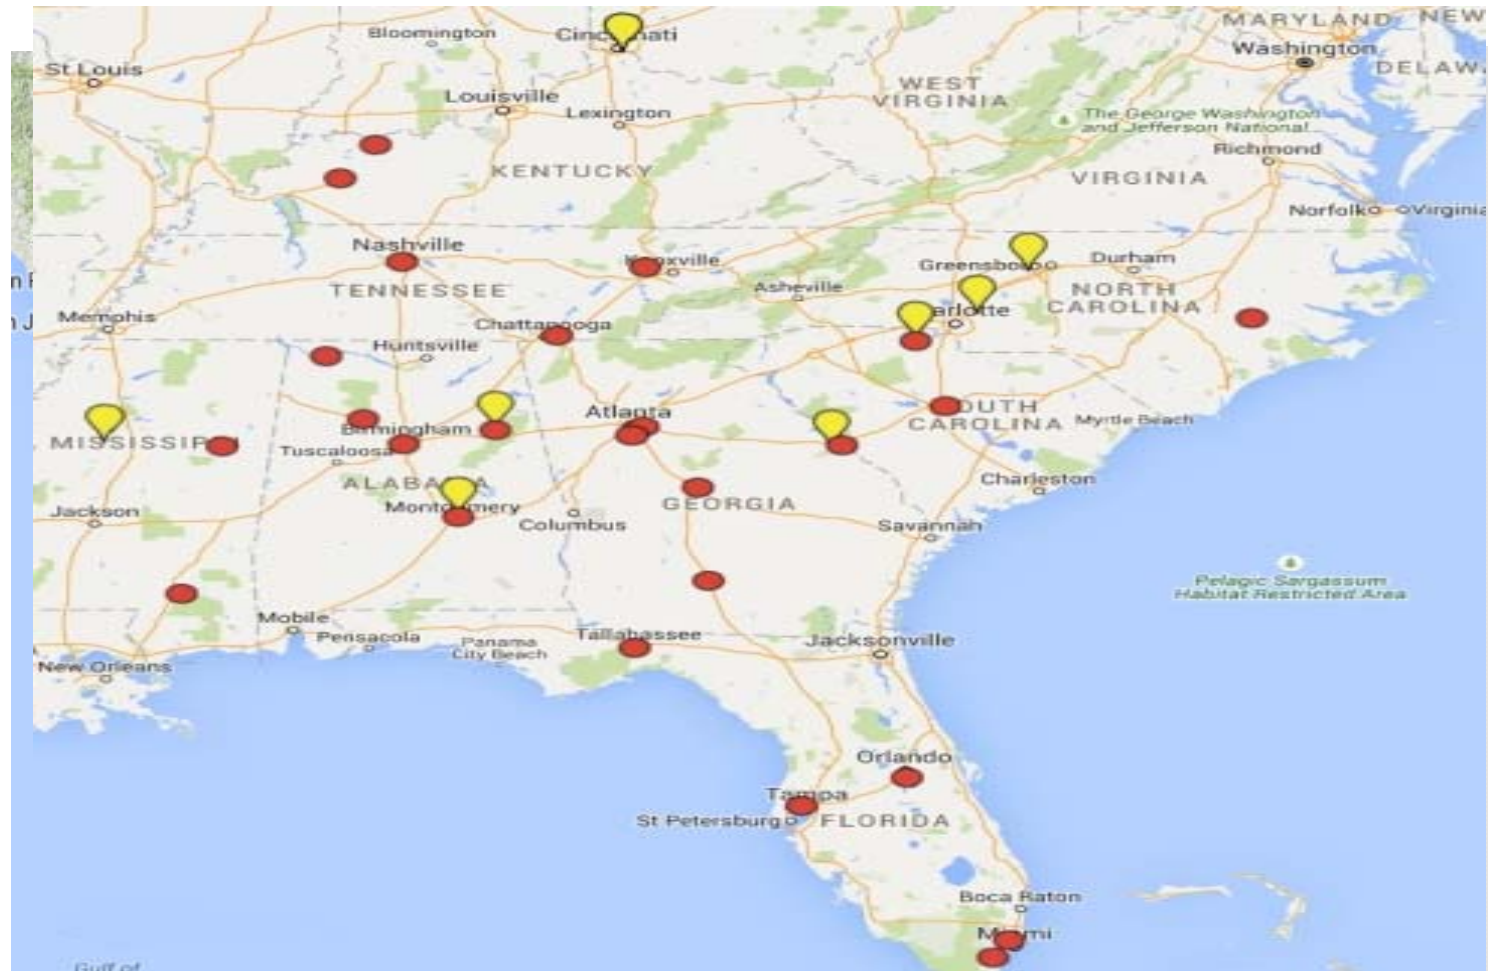 MARYLAND
NEW
Bloomington
Washington
St Louis
DELAW
WEST
VIRGINIA
Louisville
Lexington
The George Washington
and Jefferson National...
Richmond
KENTUCKY
VIRGINIA
Norfolk
Virginia
Nashville
Greensboro
Durham
TENNESSEE
Asheville
NORTH
CAROLINA
Memphis
Chattanooga
Huntsville
Atlanta
Myrtle Beach
CAROLINA
Birmingham
Tuscaloosa
Charleston
GEORGIA
Jackson
Columbus
Savannah
Pelagic Sargassum
Habitat Restricted Area
Mobile
Pensacola
Panama
City Beach
Tallahassee
Jacksonville
New Orleans
Orlando
Tampa
St Petersburg
FLORIDA
Boca Raton
Gulf of